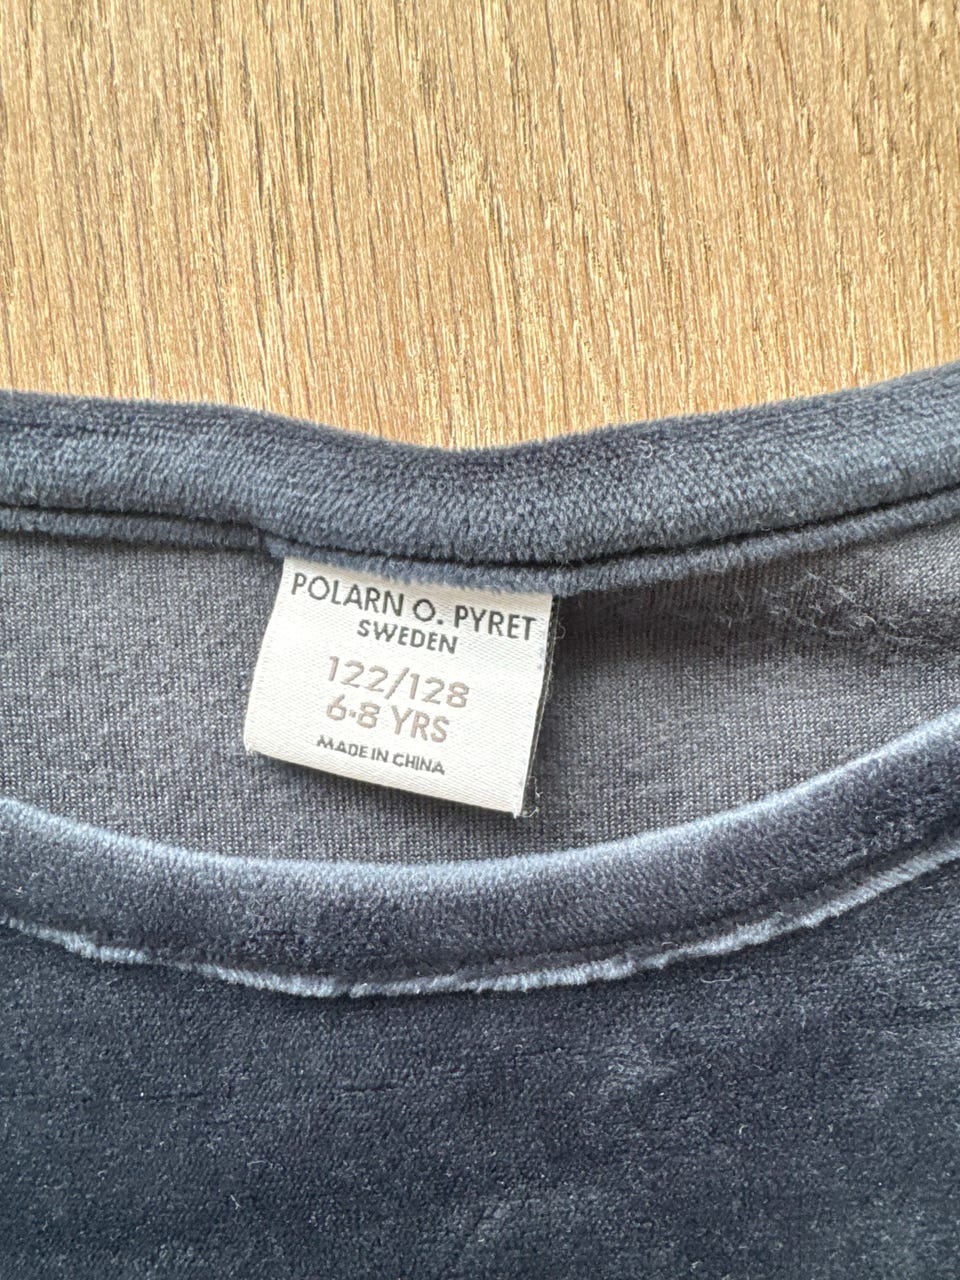 POLARN O. PYRET
SWEDEN
122/128
6-8 YRS
MADE IN CHINA